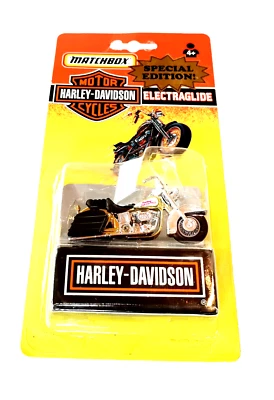 MATCHBOX
SPECIAL
EDITION!
4+
MOTOR
HARLEY-DAVIDSON
CYCLES
ELECTRAGLIDE
HARLEY-DAVIDSON
®